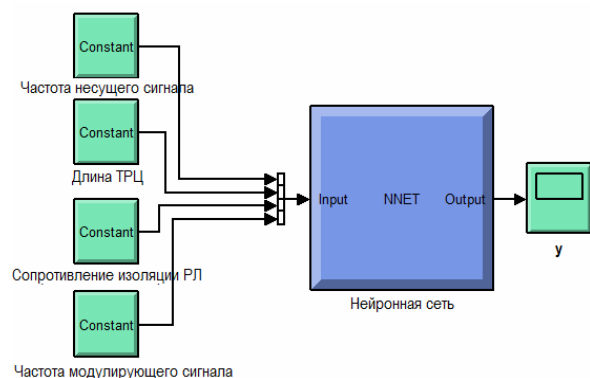 Constant
Частота несущего сигнала
Constant
Длина ТРЦ
Constant
Сопротивление изоляции РЛ
Constant
Частота модулирующего сигнала
Input NNET Output
Нейронная сеть
y